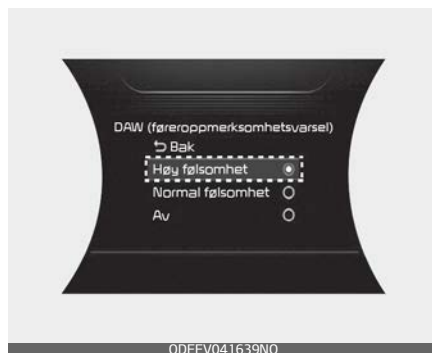 DAW (føreroppmerksomhetsvarsel)
⮌ Bak
Høy følsomhet
Normal følsomhet
Av
ODEEV041639NO